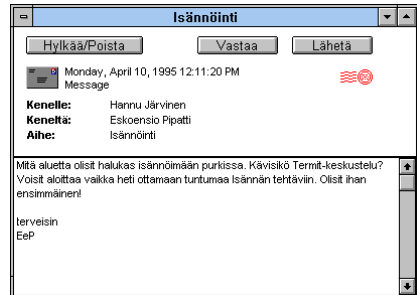 Isännöinti
Hylkää/Poista Vastaa Lähetä
Monday, April 10, 1995 12:11:20 PM
Message
Kenelle: Hannu Järvinen
Keneltä: Eskoensio Pipatti
Aihe: Isännöinti
Mitä aluetta olisit halukas isännöimään purkissa. Kävisikö Termit-keskustelu?
Voisit aloittaa vaikka heti ottamaan tuntumaa Isännän tehtäviin. Olisit ihan
ensimmäinen!
terveisin
EeP